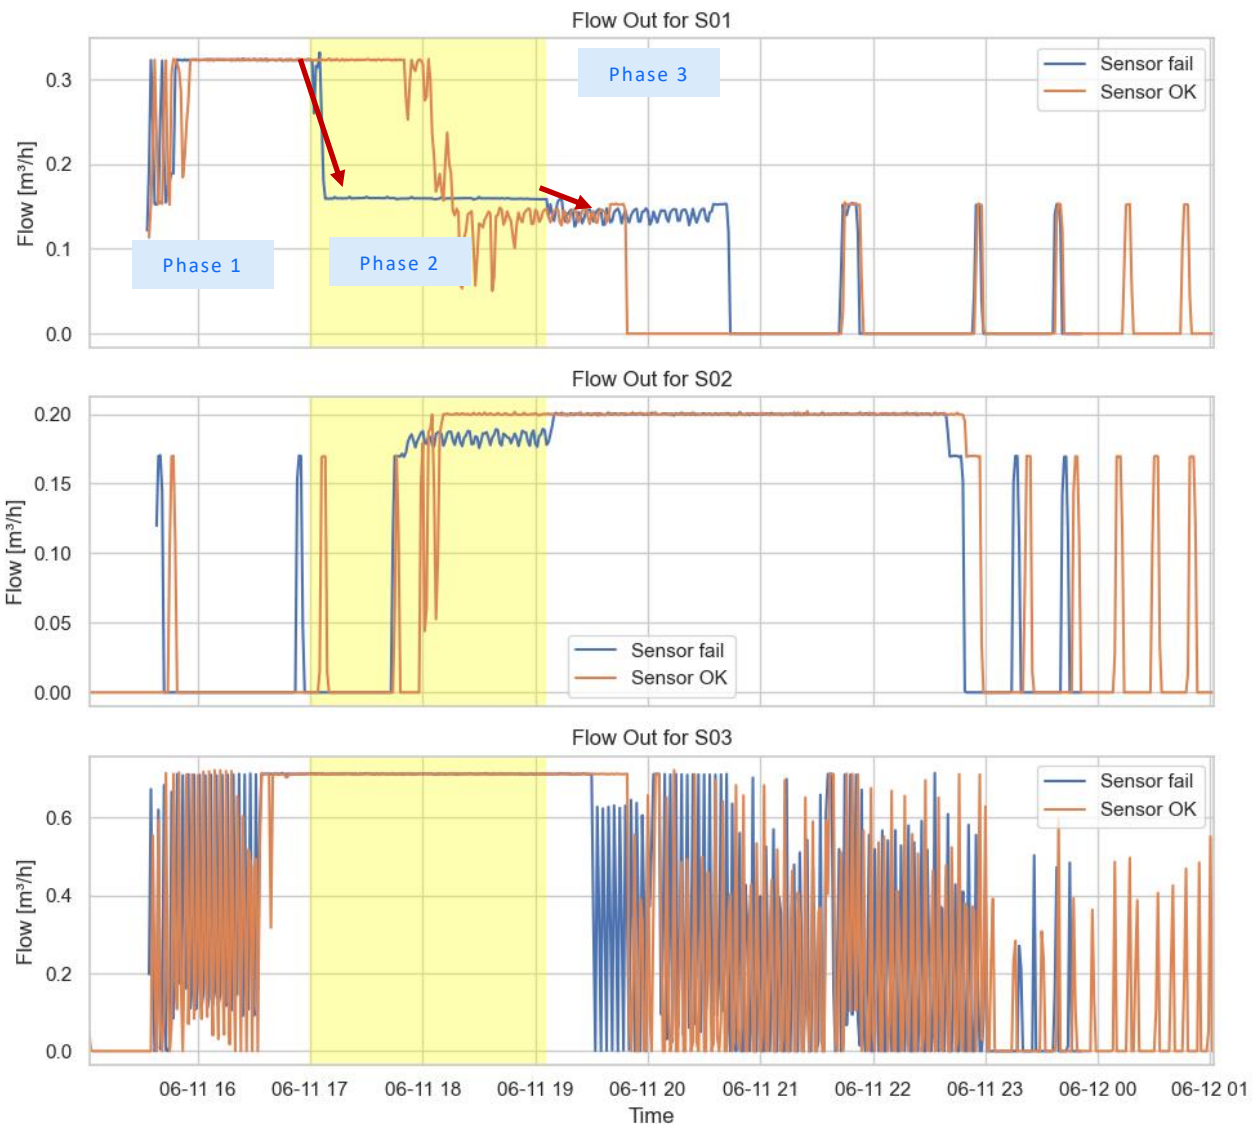 Flow Out for S01
Flow [m³/h]
0.3
0.2
0.1
0.0
Phase 1
Phase 2
Phase 3
Sensor fail
Sensor OK
Flow Out for S02
Flow [m³/h]
0.20
0.15
0.10
0.05
0.00
Sensor fail
Sensor OK
Flow Out for S03
Flow [m³/h]
0.6
0.4
0.2
0.0
Sensor fail
Sensor OK
06-11 16 06-11 17 06-11 18 06-11 19 06-11 20 06-11 21 06-11 22 06-11 23 06-12 00 06-12 01
Time